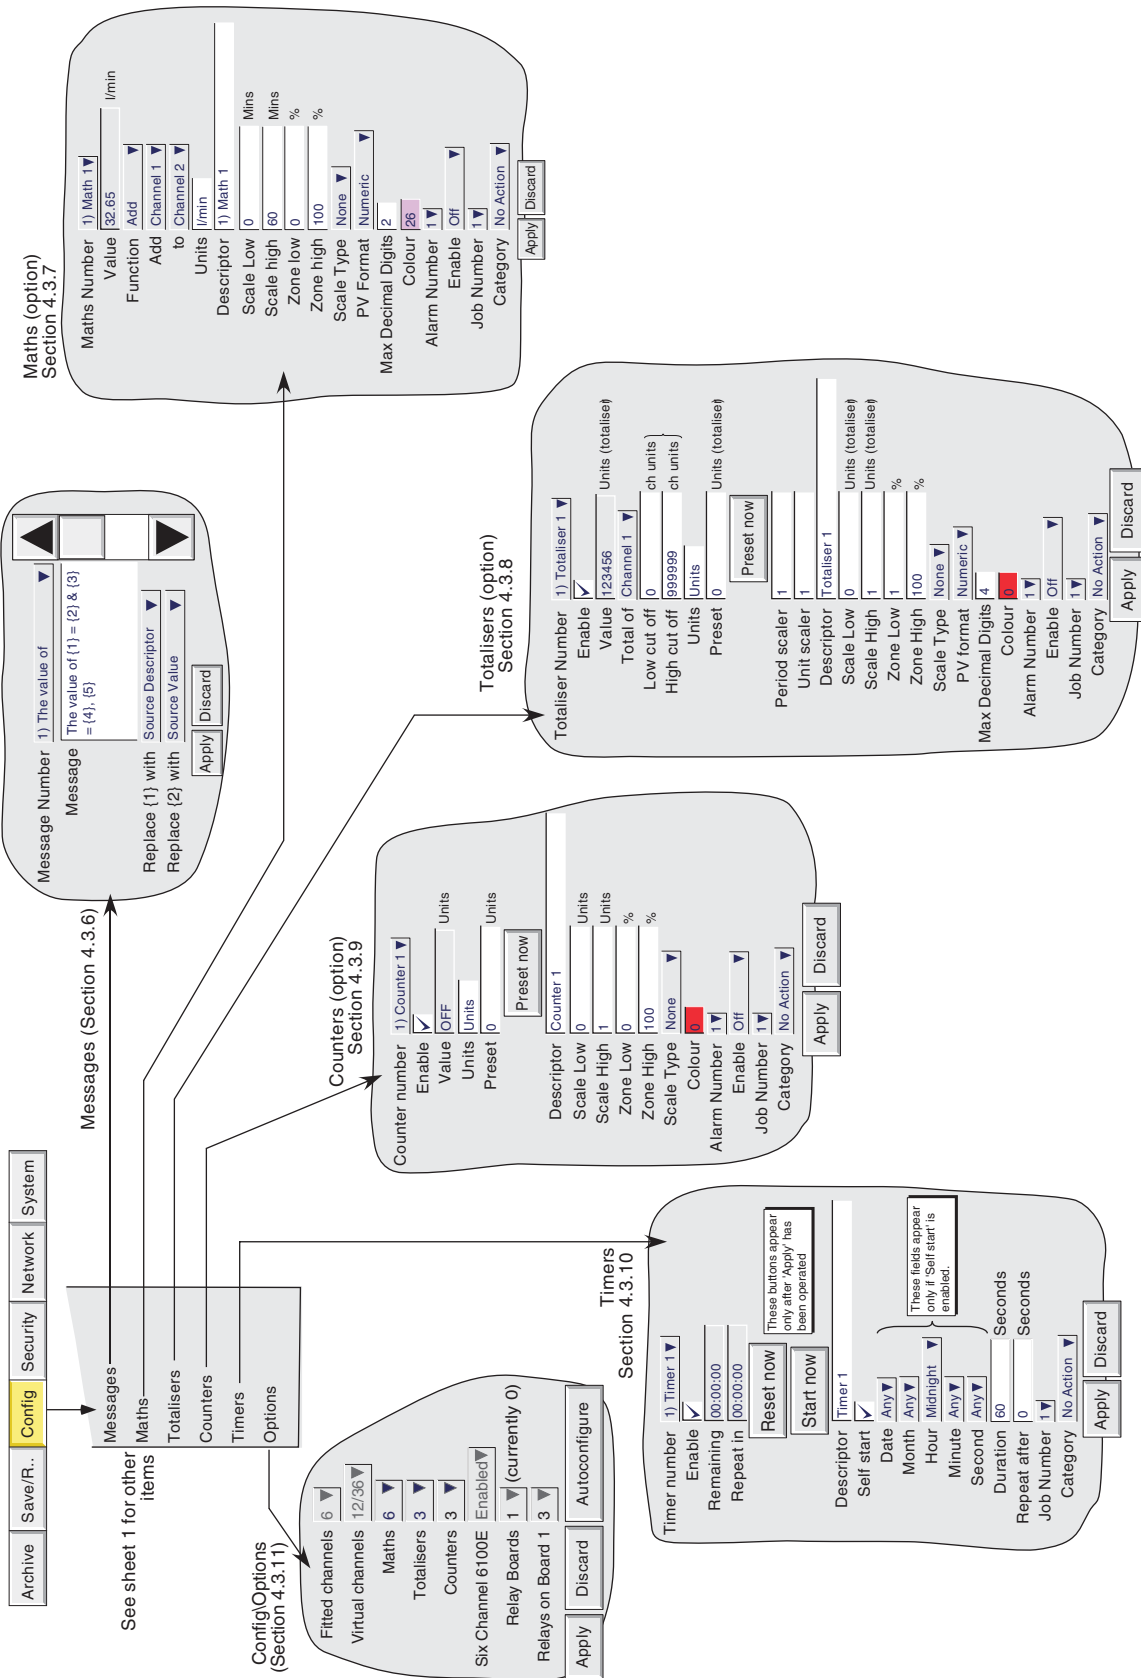 Archive
Save/R..
Config
Security
Network
System
See sheet 1 for other
items
Messages
Maths
Totalisers
Counters
Timers
Options
Messages (Section 4.3.6)
Message Number 1) The value of
Message The value of {1} = {2} & {3}
= {4}, {5}
Replace {1} with Source Descriptor
Replace {2} with Source Value
Apply Discard
Maths (option)
Section 4.3.7
Maths Number 1) Math 1
Value 32.65 l/min
Function Add
Add Channel 1
to Channel 2
Units l/min
Descriptor 1) Math 1
Scale Low 0 Mins
Scale high 60 Mins
Zone low 0 %
Zone high 100 %
Scale Type None
PV Format Numeric
Max Decimal Digits 2
Colour 26
Alarm Number 1
Enable Off
Job Number 1
Category No Action
Apply Discard
Totalisers (option)
Section 4.3.8
Totaliser Number 1) Totaliser 1
Enable
Value 123456 Units (totaliser)
Total of Channel 1
Low cut off 0 ch units
High cut off 999999 ch units
Units Units
Preset 0 Units (totaliser)
Preset now
Period scaler 1
Unit scaler 1
Descriptor Totaliser 1
Scale Low 0 Units (totaliser)
Scale High 1 Units (totaliser)
Zone Low 1 %
Zone High 100 %
Scale Type None
PV format Numeric
Max Decimal Digits 4
Colour 0
Alarm Number 1
Enable Off
Job Number 1
Category No Action
Apply Discard
Counters (option)
Section 4.3.9
Counter number 1) Counter 1
Enable
Value OFF Units
Units Units
Preset 0 Units
Preset now
Descriptor Counter 1
Scale Low 0 Units
Scale High 1 Units
Zone Low 0 %
Zone High 100 %
Scale Type None
Colour 0
Alarm Number 1
Enable Off
Job Number 1
Category No Action
Apply Discard
Timers
Section 4.3.10
Timer number 1) Timer 1
Enable
Remaining 00:00:00
Repeat in 00:00:00
Reset now
Start now
These buttons appear
only after 'Apply' has
been operated
Descriptor Timer 1
Self start
Date Any
Month Any
Hour Midnight
Minute Any
Second Any
These fields appear
only if 'Self start' is
enabled.
Duration 60 Seconds
Repeat after 0 Seconds
Job Number 1
Category No Action
Apply Discard
Config\Options
(Section 4.3.11)
Fitted channels 6
Virtual channels 12/36
Maths 6
Totalisers 3
Counters 3
Six Channel 6100E Enabled
Relay Boards 1 (currently 0)
Relays on Board 1 3
Apply Discard Autoconfigure